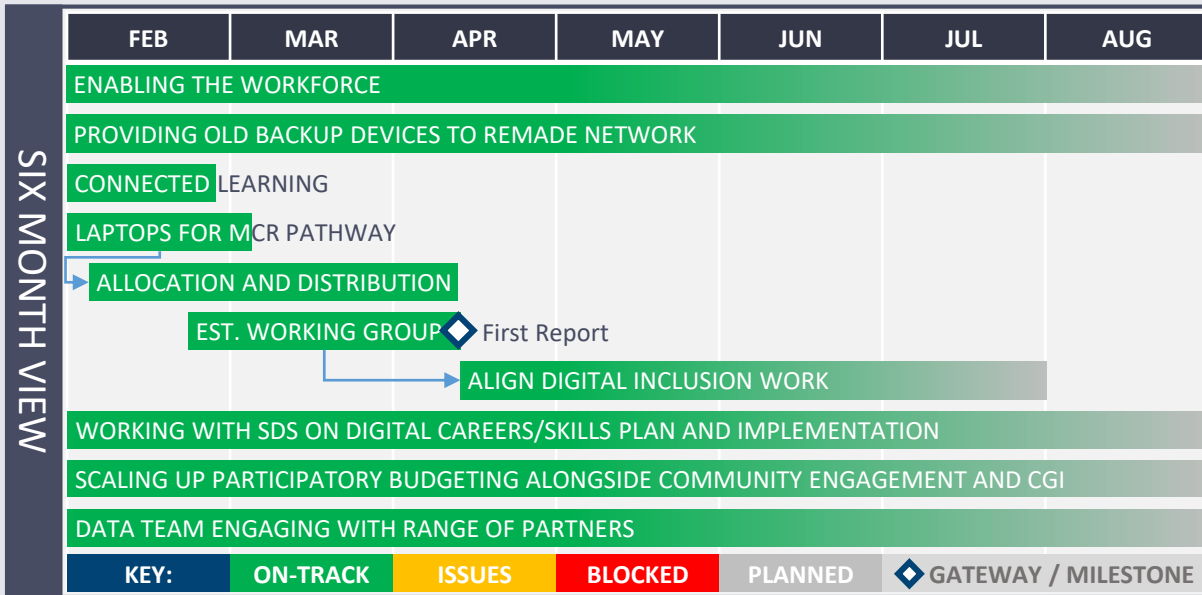 FEB MAR APR MAY JUN JUL AUG
SIX MONTH VIEW
ENABLING THE WORKFORCE
PROVIDING OLD BACKUP DEVICES TO REMADE NETWORK
CONNECTED LEARNING
LAPTOPS FOR MCR PATHWAY
ALLOCATION AND DISTRIBUTION
EST. WORKING GROUP First Report
ALIGN DIGITAL INCLUSION WORK
WORKING WITH SDS ON DIGITAL CAREERS/SKILLS PLAN AND IMPLEMENTATION
SCALING UP PARTICIPATORY BUDGETING ALONGSIDE COMMUNITY ENGAGEMENT AND CGI
DATA TEAM ENGAGING WITH RANGE OF PARTNERS
KEY: ON-TRACK ISSUES BLOCKED PLANNED GATEWAY / MILESTONE